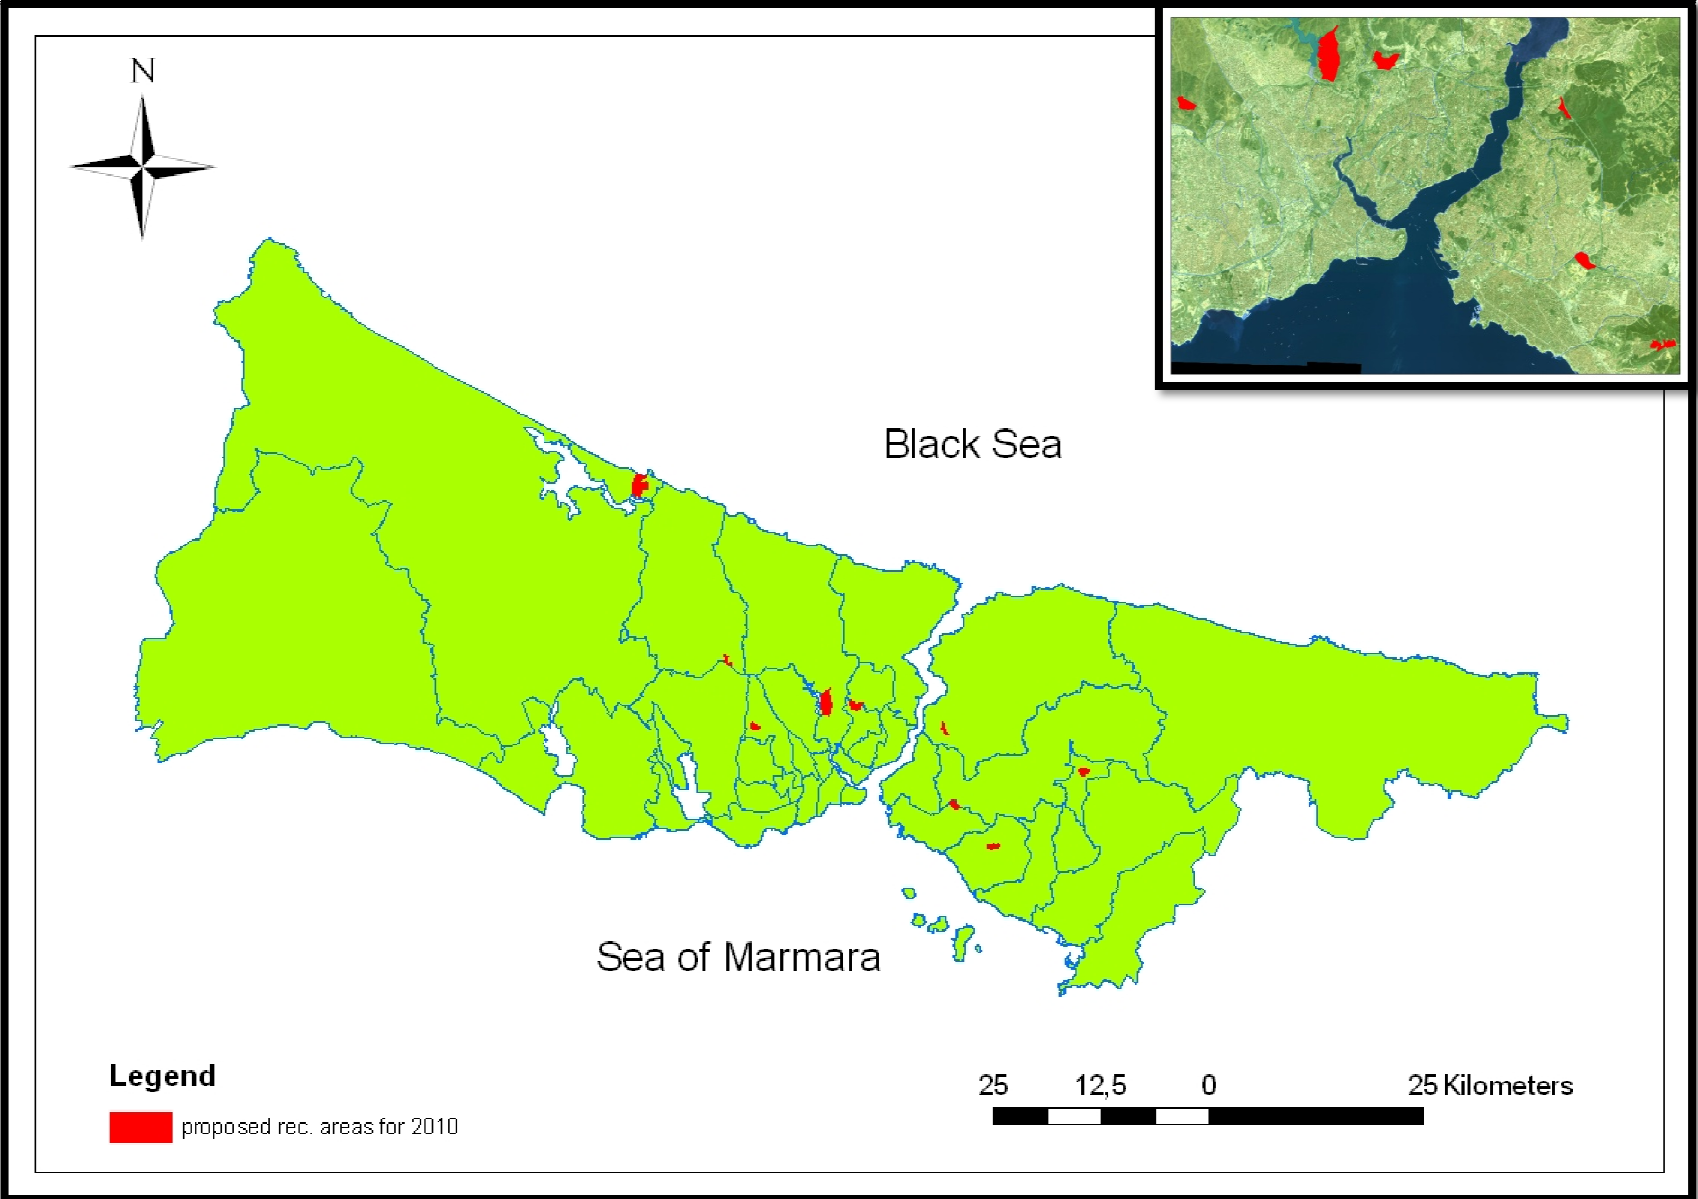 N
Black Sea
Sea of Marmara
Legend
proposed rec. areas for 2010
25 12,5 0 25 Kilometers